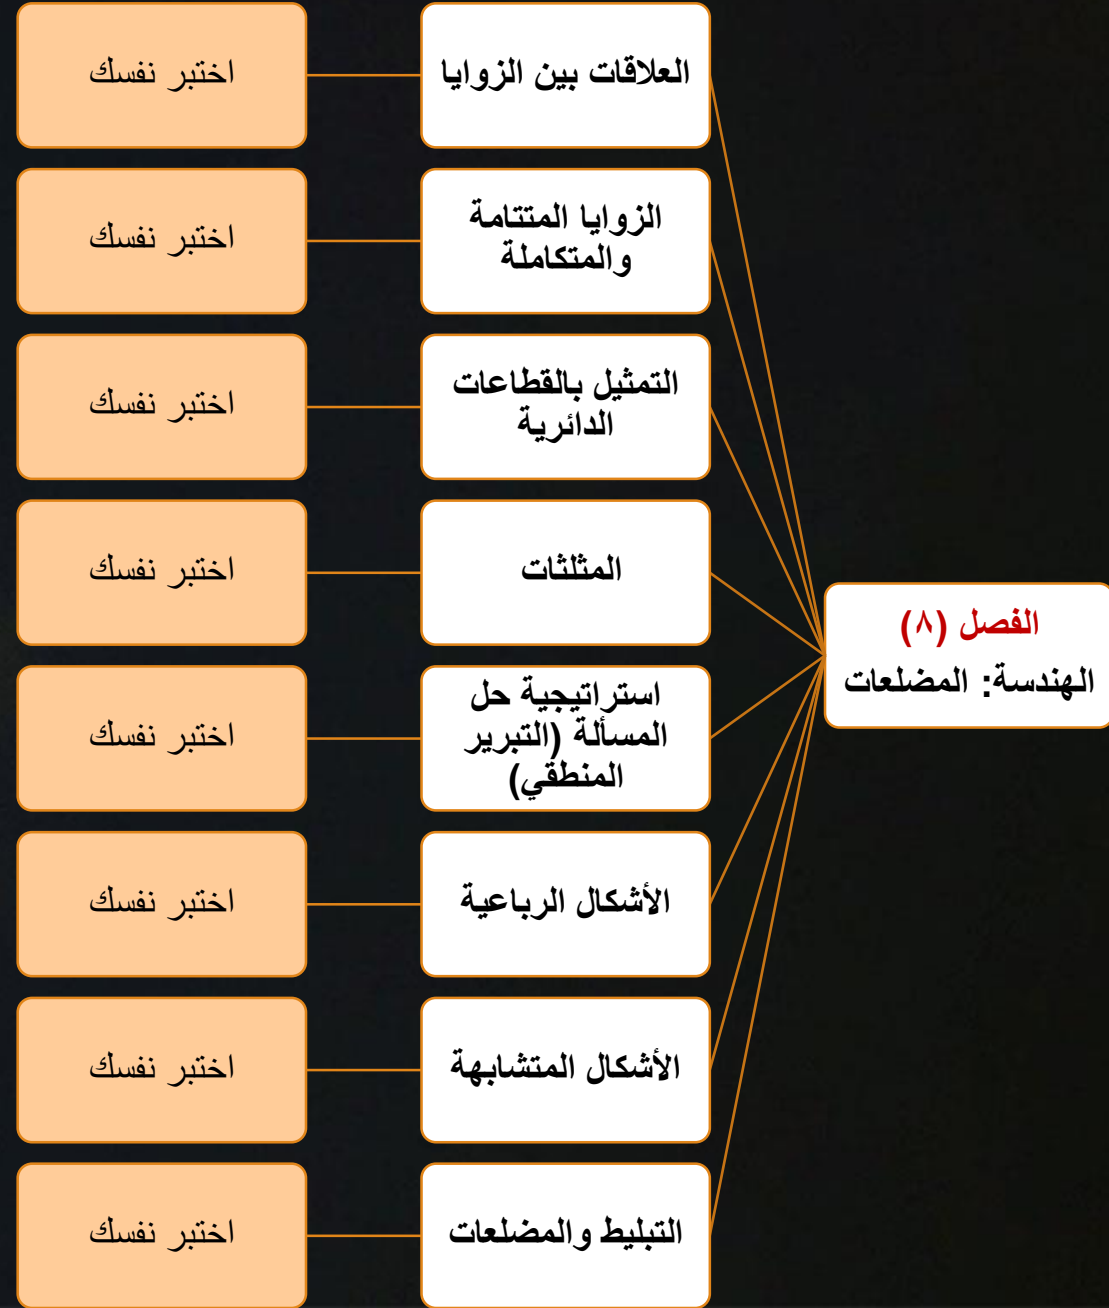 الفصل (٨)
الهندسة: المضلعات
العلاقات بين الزوايا
اختبر نفسك
الزوايا المتتامة
والمتكاملة
اختبر نفسك
التمثيل بالقطاعات
الدائرية
اختبر نفسك
المثلثات
اختبر نفسك
استراتيجية حل
المسألة (التبرير
المنطقي)
اختبر نفسك
الأشكال الرباعية
اختبر نفسك
الأشكال المتشابهة
اختبر نفسك
التبليط والمضلعات
اختبر نفسك